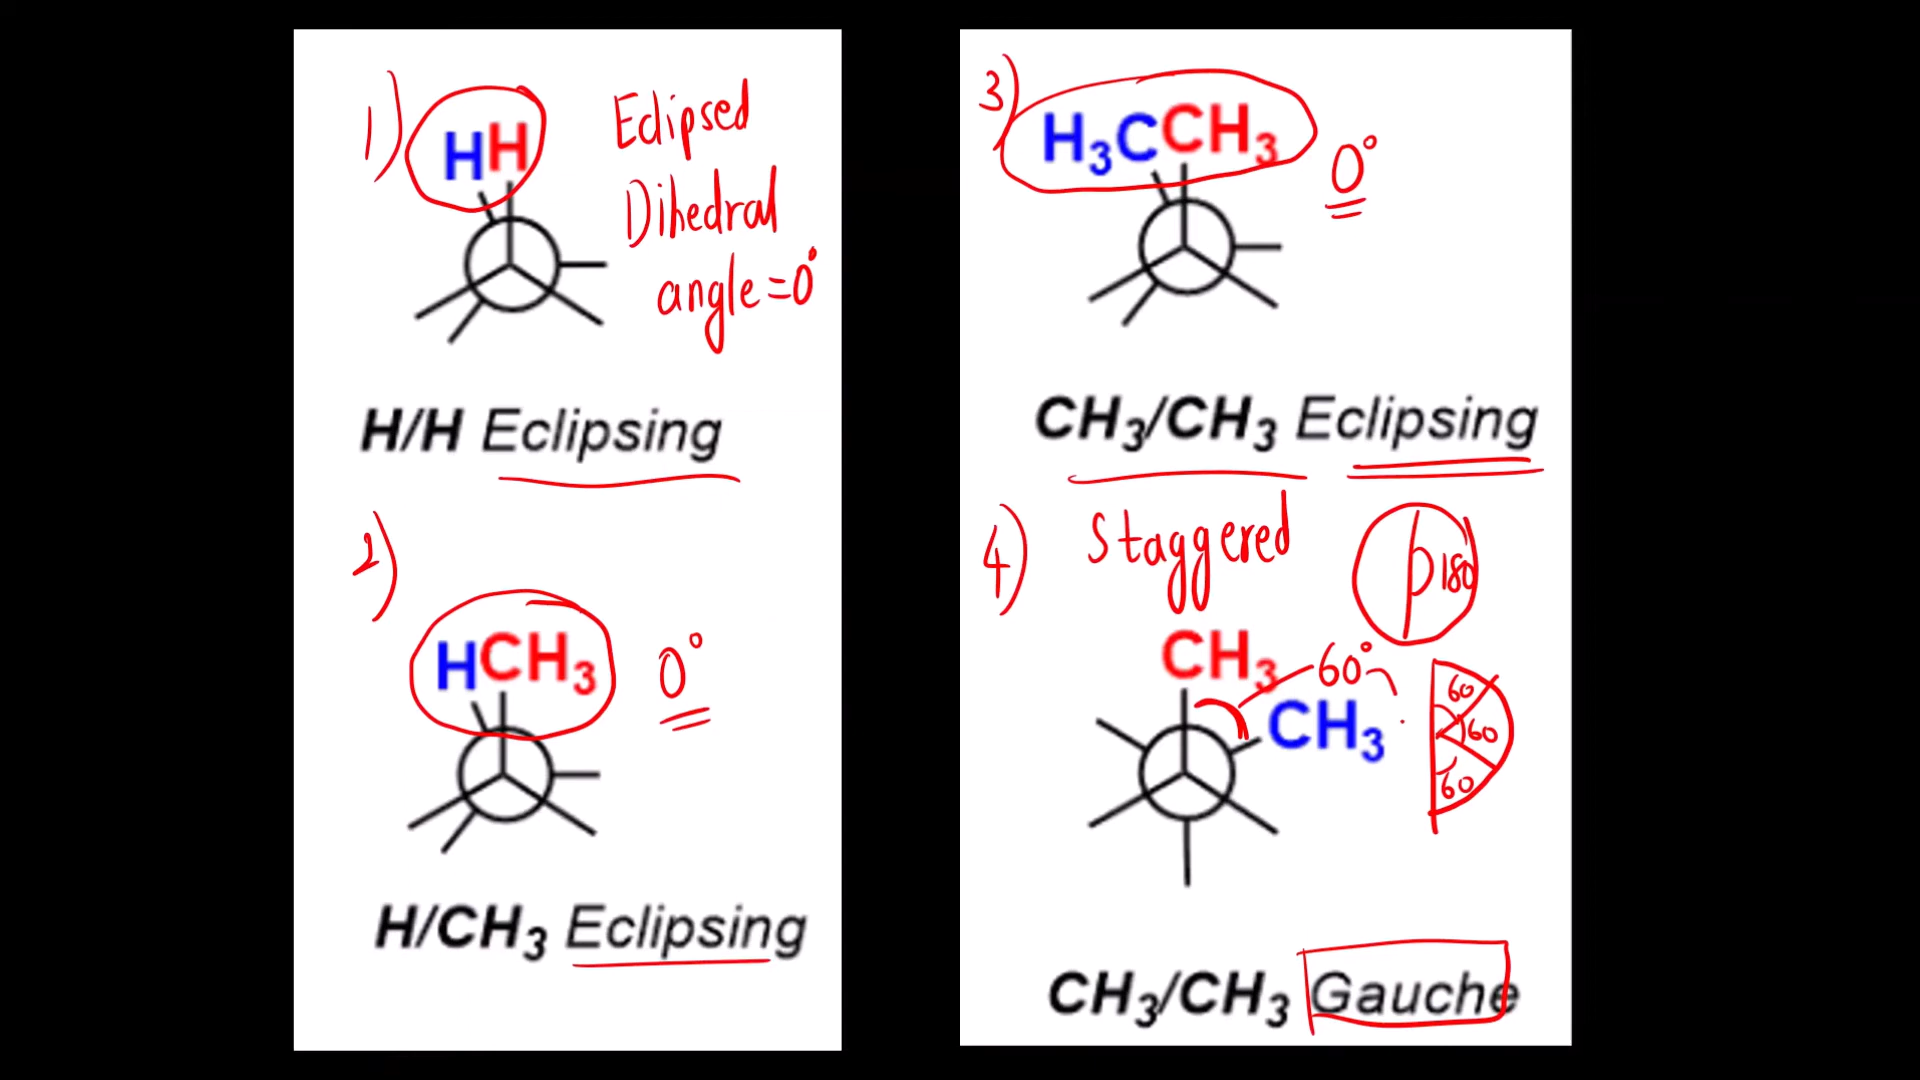 1)
HH
Eclipsed
Dihedral
angle=0°
H/H Eclipsing
2)
HCH₃
0°
H/CH₃ Eclipsing
3)
H₃CCH₃
0°
CH₃/CH₃ Eclipsing
4)
Staggered
180
CH₃
60°
CH₃
60
60
60
CH₃/CH₃ Gauche